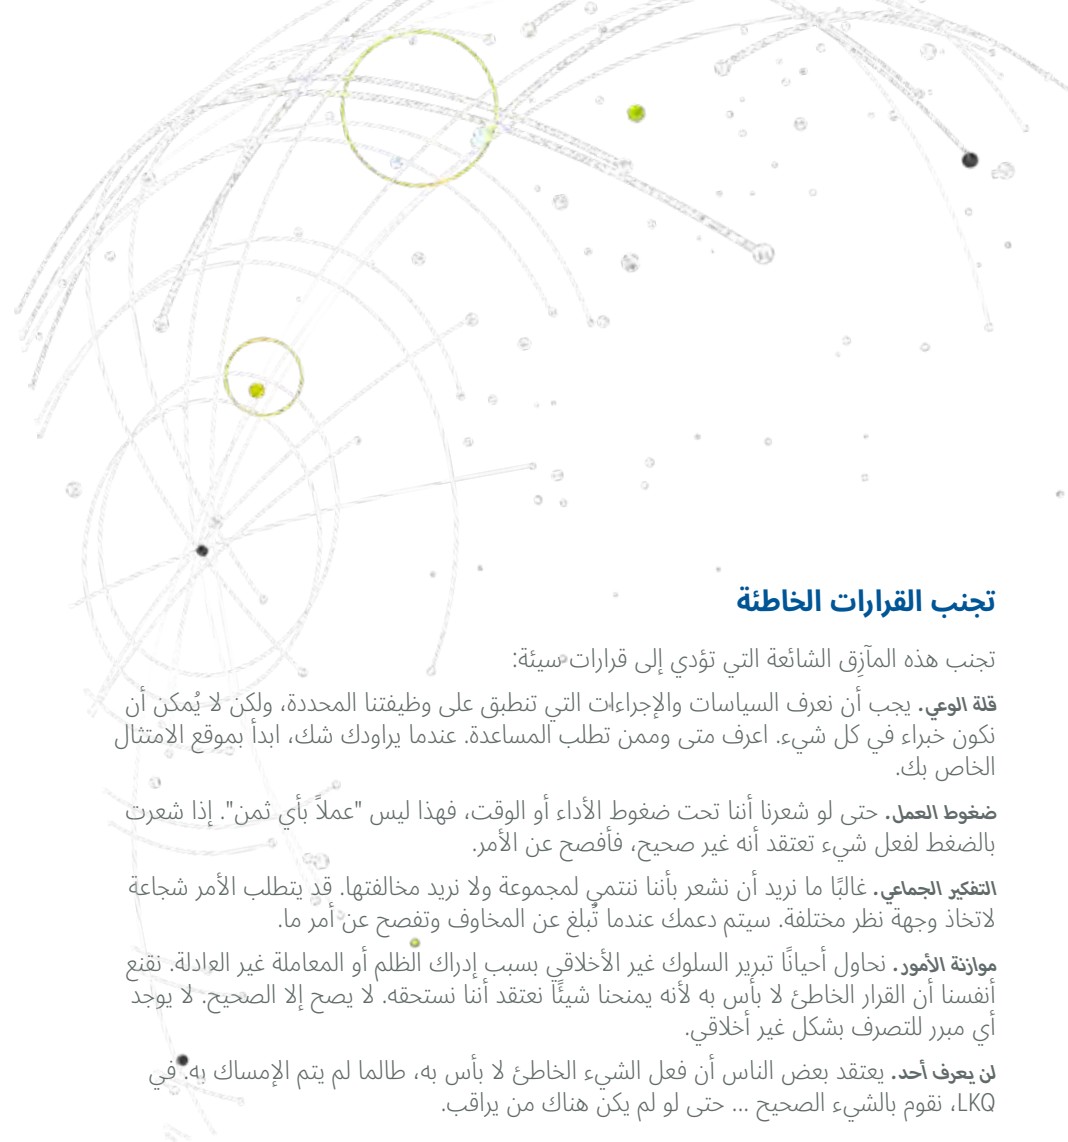 تجنب القرارات الخاطئة
تجنب هذه المآزِق الشائعة التي تؤدي إلى قرارات سيئة:
قلة الوعي. يجب أن نعرف السياسات والإجراءات التي تنطبق على وظيفتنا المحددة، ولكن لا يُمكن أن
نكون خبراء في كل شيء. اعرف متى وممن تطلب المساعدة. عندما يراودك شك، ابدأ بموقع الامتثال
الخاص بك.
ضغوط العمل. حتى لو شعرنا أننا تحت ضغوط الأداء أو الوقت، فهذا ليس "عملاً بأي ثمن". إذا شعرت
بالضغط لفعل شيء تعتقد أنه غير صحيح، فأفصح عن الأمر.
التفكير الجماعي. غالبًا ما نريد أن نشعر بأننا ننتمي لمجموعة ولا نريد مخالفتها. قد يتطلب الأمر شجاعة
لاتخاذ وجهة نظر مختلفة. سيتم دعمك عندما تُبلغ عن المخاوف وتفصح عن أمر ما.
موازنة الأمور. نحاول أحيانًا تبرير السلوك غير الأخلاقي بسبب إدراك الظلم أو المعاملة غير العادلة. نقنع
أنفسنا أن القرار الخاطئ لا بأس به لأنه يمنحنا شيئًا نعتقد أننا نستحقه. لا يصح إلا الصحيح. لا يوجد
أي مبرر للتصرف بشكل غير أخلاقي.
لن يعرف أحد. يعتقد بعض الناس أن فعل الشيء الخاطئ لا بأس به، طالما لم يتم الإمساك به. في
LKQ، نقوم بالشيء الصحيح ... حتى لو لم يكن هناك من يراقب.